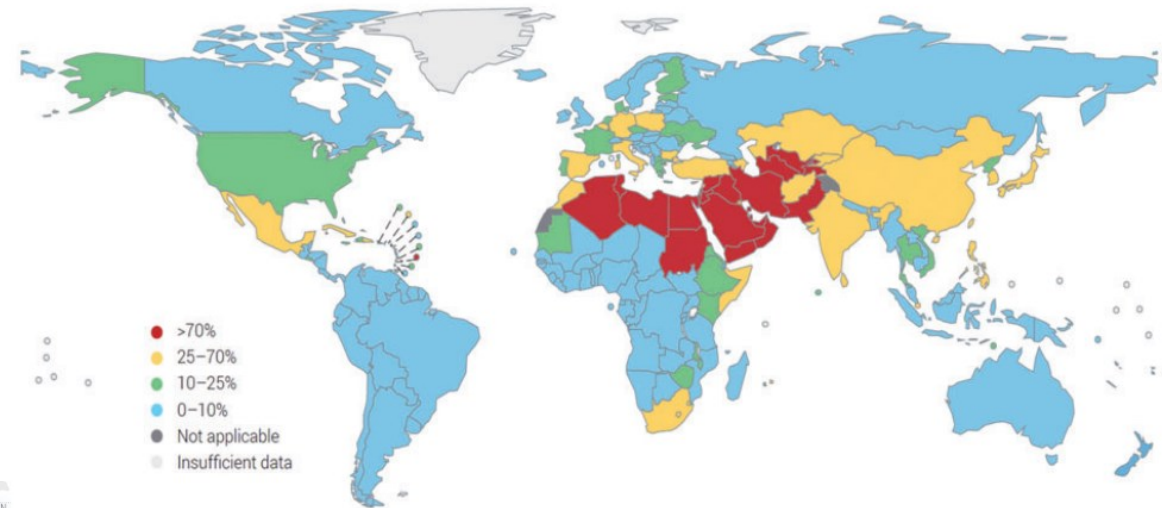 >70%
25–70%
10–25%
0–10%
Not applicable
Insufficient data